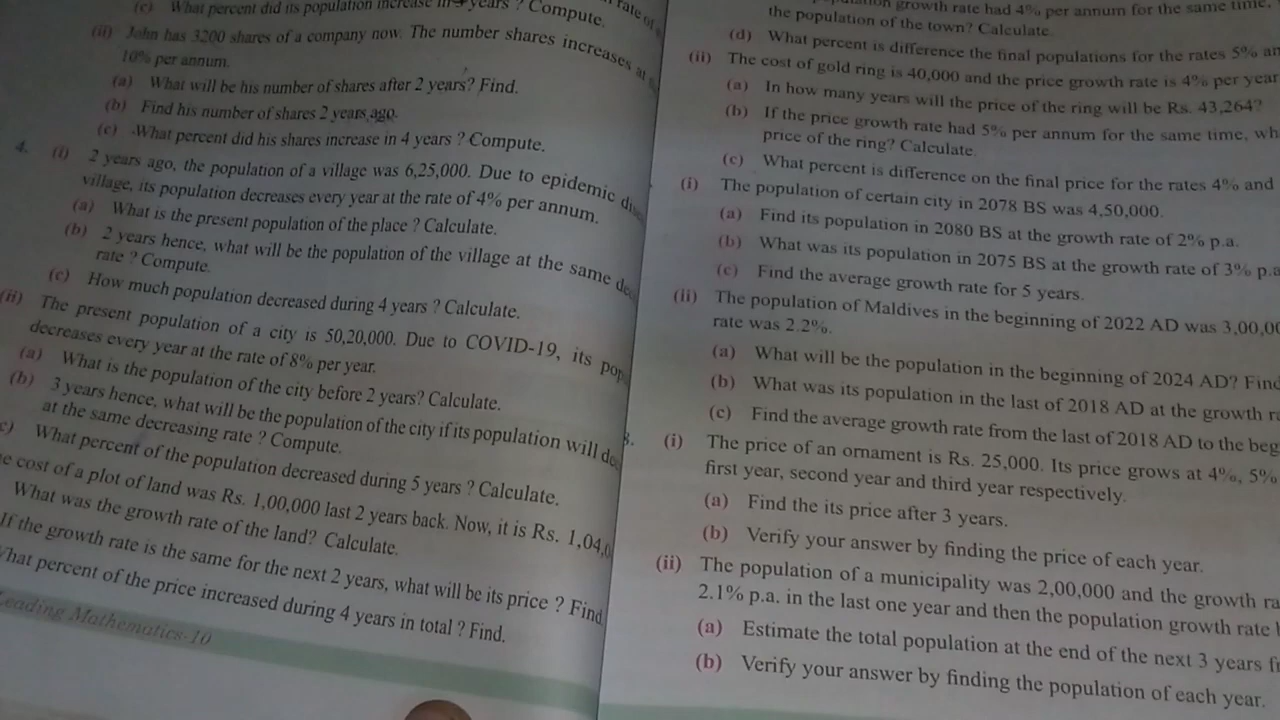 (c) What percent did its population increase in years ? Compute.
rate of
(ii) John has 3200 shares of a company now. The number shares increases at
10% per annum.
(a) What will be his number of shares after 2 years? Find.
(b) Find his number of shares 2 years ago.
(c) What percent did his shares increase in 4 years ? Compute.
4. (i) 2 years ago, the population of a village was 6,25,000. Due to epidemic
village, its population decreases every year at the rate of 4% per annum.
(a) What is the present population of the place ? Calculate.
(b) 2 years hence, what will be the population of the village at the same
rate ? Compute.
(c) How much population decreased during 4 years ? Calculate.
(ii) The present population of a city is 50,20,000. Due to COVID-19, its
decreases every year at the rate of 8% per year.
(a) What is the population of the city before 2 years? Calculate.
(b) 3 years hence, what will be the population of the city if its population will
at the same decreasing rate ? Compute.
c) What percent of the population decreased during 5 years ? Calculate.
cost of a plot of land was Rs. 1,00,000 last 2 years back. Now, it is Rs. 1,04,0
What was the growth rate of the land? Calculate.
If the growth rate is the same for the next 2 years, what will be its price ? Find
What percent of the price increased during 4 years in total ? Find.
Leading Mathematics-10
growth rate had 4% per annum for the same time,
the population of the town? Calculate.
(d) What percent is difference the final populations for the rates 5%
(ii) The cost of gold ring is 40,000 and the price growth rate is 4% per year
(a) In how many years will the price of the ring will be Rs. 43,264?
(b) If the price growth rate had 5% per annum for the same time, wh
price of the ring? Calculate.
(c) What percent is difference on the final price for the rates 4% and
(i) The population of certain city in 2078 BS was 4,50,000.
(a) Find its population in 2080 BS at the growth rate of 2% p.a.
(b) What was its population in 2075 BS at the growth rate of 3% p.a
(c) Find the average growth rate for 5 years.
(ii) The population of Maldives in the beginning of 2022 AD was 3,00,00
rate was 2.2%.
(a) What will be the population in the beginning of 2024 AD? Find
(b) What was its population in the last of 2018 AD at the growth
(c) Find the average growth rate from the last of 2018 AD to the beg
8. (i) The price of an ornament is Rs. 25,000. Its price grows at 4%, 5%
first year, second year and third year respectively.
(a) Find the its price after 3 years.
(b) Verify your answer by finding the price of each year.
(ii) The population of a municipality was 2,00,000 and the growth ra
2.1% p.a. in the last one year and then the population growth rate
(a) Estimate the total population at the end of the next 3 years
(b) Verify your answer by finding the population of each year.